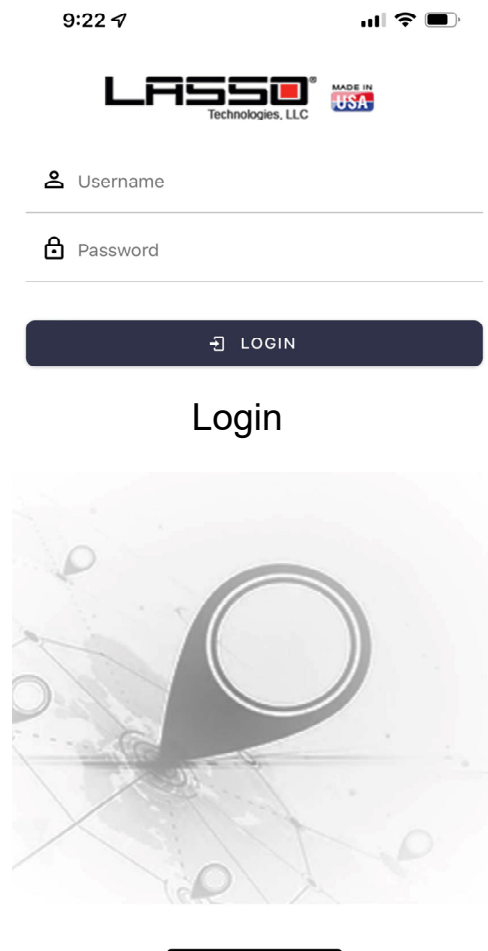 9:22
LASSO®
Technologies, LLC
MADE IN
USA
Username
Password
LOGIN
Login